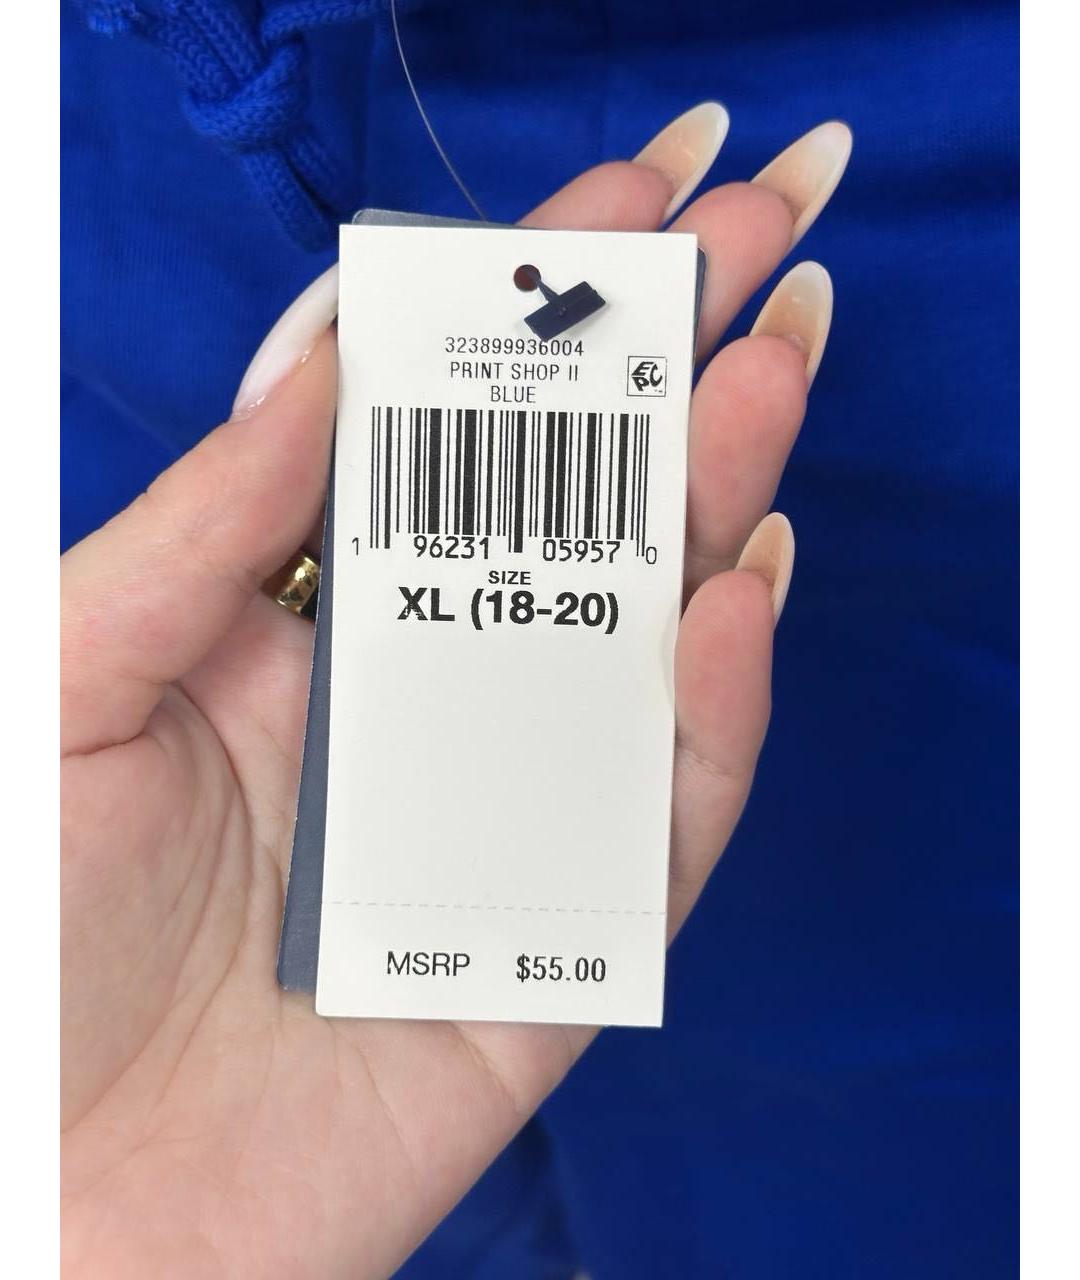 323899936004
PRINT SHOP II
BLUE
EPC
1 96231 05957 0
SIZE
XL (18-20)
MSRP $55.00